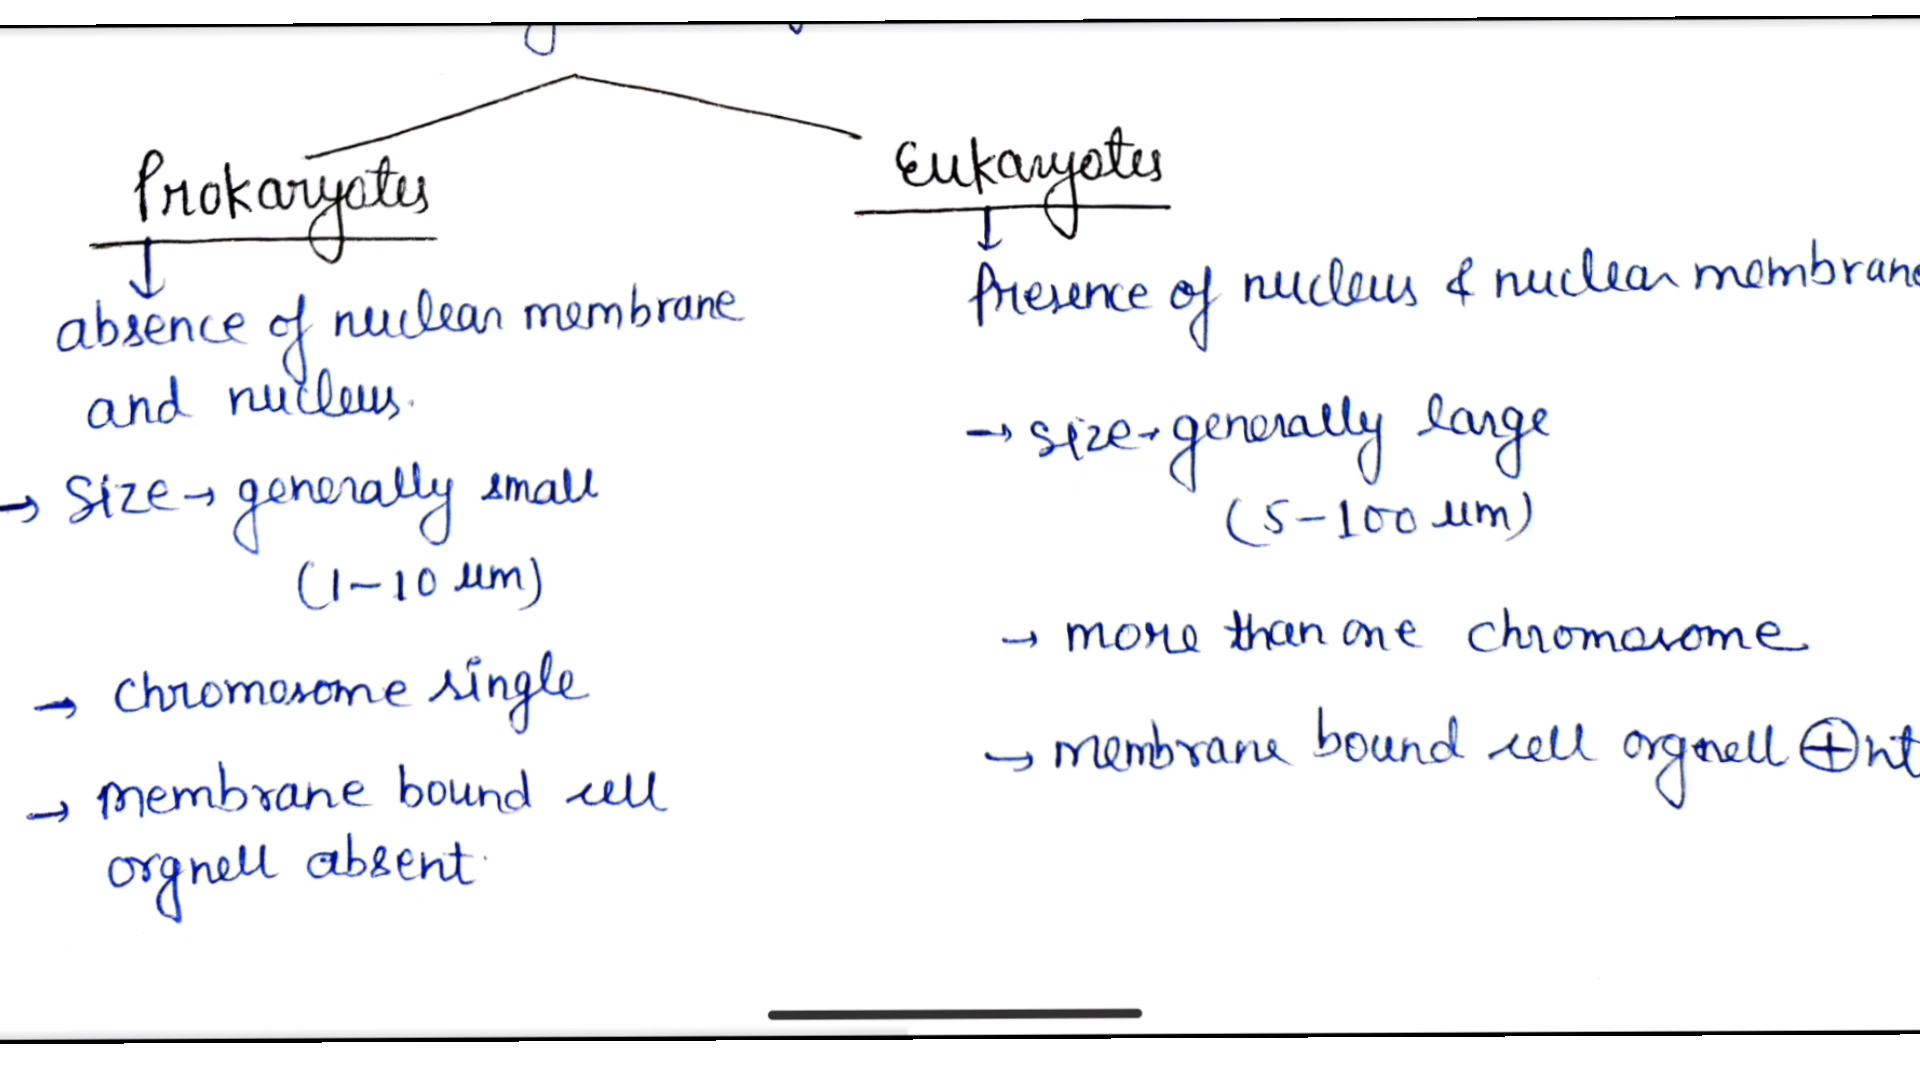 Prokaryotes
absence of nuclear membrane
and nucleus.
→ Size → generally small
(1-10 µm)
→ Chromosome single
→ membrane bound cell
orgnell absent
Eukaryotes
Presence of nucleus & nuclear membrane
→ size → generally large
(5-100 µm)
→ more than one chromosome
→ membrane bound cell orgnell ⊕nt